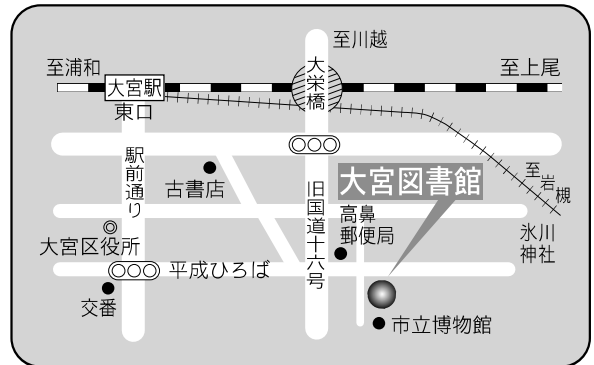 至川越
至浦和
大宮駅
大栄橋
至上尾
東口
駅前通り
古書店
旧国道十六号
大宮図書館
至岩槻
高鼻
郵便局
氷川
神社
大宮区役所
平成ひろば
交番
市立博物館